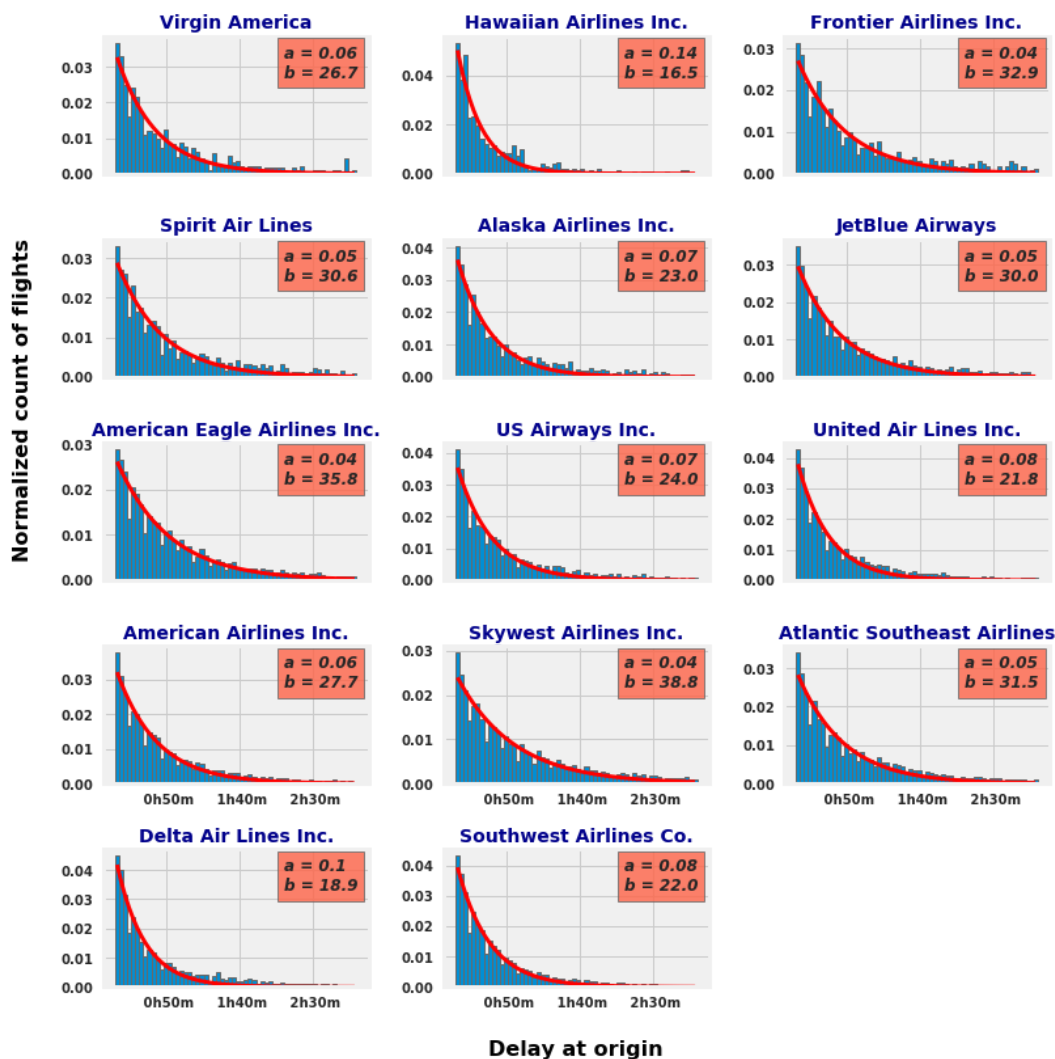 Virgin America
0.03
0.02
0.01
0.00
a = 0.06
b = 26.7
Hawaiian Airlines Inc.
0.04
0.02
0.00
a = 0.14
b = 16.5
Frontier Airlines Inc.
0.03
0.02
0.01
0.00
a = 0.04
b = 32.9
Normalized count of flights
Spirit Air Lines
0.03
0.02
0.01
0.00
a = 0.05
b = 30.6
Alaska Airlines Inc.
0.04
0.03
0.02
0.01
0.00
a = 0.07
b = 23.0
JetBlue Airways
0.03
0.02
0.01
0.00
a = 0.05
b = 30.0
American Eagle Airlines Inc.
0.03
0.02
0.01
0.00
a = 0.04
b = 35.8
US Airways Inc.
0.04
0.03
0.02
0.01
0.00
a = 0.07
b = 24.0
United Air Lines Inc.
0.04
0.03
0.02
0.01
0.00
a = 0.08
b = 21.8
American Airlines Inc.
0.03
0.02
0.01
0.00
a = 0.06
b = 27.7
0h50m 1h40m 2h30m
Skywest Airlines Inc.
0.03
0.02
0.01
0.00
a = 0.04
b = 38.8
0h50m 1h40m 2h30m
Atlantic Southeast Airlines
0.03
0.02
0.01
0.00
a = 0.05
b = 31.5
0h50m 1h40m 2h30m
Delta Air Lines Inc.
0.04
0.03
0.02
0.01
0.00
a = 0.1
b = 18.9
0h50m 1h40m 2h30m
Southwest Airlines Co.
0.04
0.03
0.02
0.01
0.00
a = 0.08
b = 22.0
0h50m 1h40m 2h30m
Delay at origin